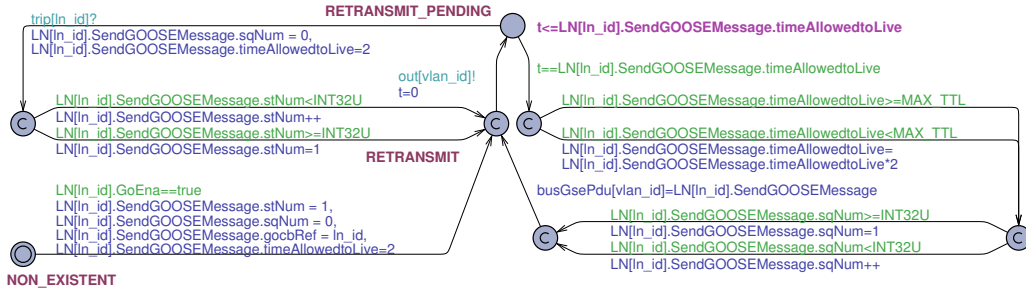 trip[ln_id]?
LN[ln_id].SendGOOSEMessage.sqNum = 0,
LN[ln_id].SendGOOSEMessage.timeAllowedtoLive=2
RETRANSMIT_PENDING
t<=LN[ln_id].SendGOOSEMessage.timeAllowedtoLive
t==LN[ln_id].SendGOOSEMessage.timeAllowedtoLive
out[vlan_id]!
t=0
C
LN[ln_id].SendGOOSEMessage.stNum<INT32U
LN[ln_id].SendGOOSEMessage.stNum++
LN[ln_id].SendGOOSEMessage.stNum>=INT32U
LN[ln_id].SendGOOSEMessage.stNum=1
C
RETRANSMIT
C
LN[ln_id].SendGOOSEMessage.timeAllowedtoLive>=MAX_TTL
LN[ln_id].SendGOOSEMessage.timeAllowedtoLive<MAX_TTL
LN[ln_id].SendGOOSEMessage.timeAllowedtoLive=
LN[ln_id].SendGOOSEMessage.timeAllowedtoLive*2
LN[ln_id].GoEna==true
LN[ln_id].SendGOOSEMessage.stNum = 1,
LN[ln_id].SendGOOSEMessage.sqNum = 0,
LN[ln_id].SendGOOSEMessage.gocbRef = ln_id,
LN[ln_id].SendGOOSEMessage.timeAllowedtoLive=2
NON_EXISTENT
busGsePdu[vlan_id]=LN[ln_id].SendGOOSEMessage
C
LN[ln_id].SendGOOSEMessage.sqNum>=INT32U
LN[ln_id].SendGOOSEMessage.sqNum=1
LN[ln_id].SendGOOSEMessage.sqNum<INT32U
LN[ln_id].SendGOOSEMessage.sqNum++
C